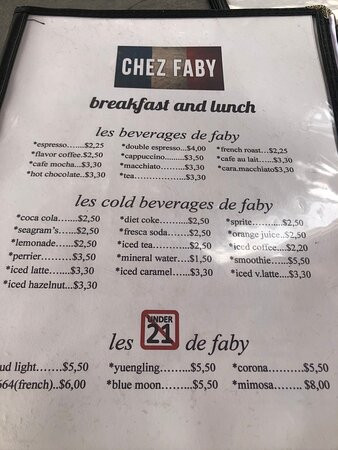 CHEZ FABY
breakfast and lunch
les beverages de faby
*espresso.......$2,25 *double espresso...$4,00 *french roast....$2,25
*flavor coffee.$2,50 *cappuccino.........$3,50 *cafe au lait.....$3,30
*cafe mocha...$3,30 *macchiato...........$3,30 *cara.macchiato$3,30
*hot chocolate..$3,30 *tea.......................$3,30
les cold beverages de faby
*coca cola.......$2,50 *diet coke.......$2,50 *sprite..........$2,50
*seagram's......$2,50 *fresca soda.....$2,50 *orange juice..$2,50
*lemonade......$2,50 *iced tea..........$2,50 *iced coffee....$2,20
*perrier..........$3,50 *mineral water...$1,50 *smoothie......$5,50
*iced latte.......$3,30 *iced caramel....$3,30 *iced v.latte....$3,30
*iced hazelnut...$3,30
les UNDER 21 de faby
light.......$5,50 *yuengling.....$5,50 *corona.........$5,50
664(french)..$6,00 *blue moon.....$5,50 *mimosa.......$8,00